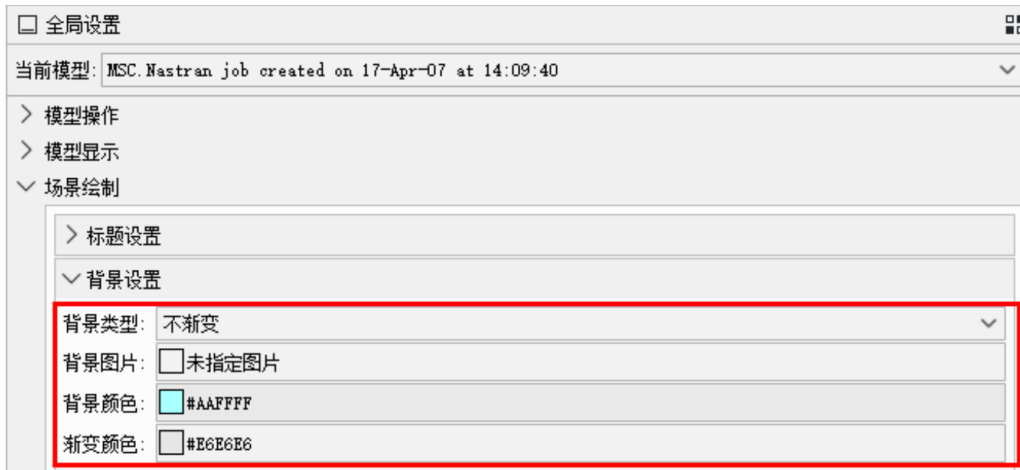 全局设置
当前模型: MSC.Nastran job created on 17-Apr-07 at 14:09:40
模型操作
模型显示
场景绘制
标题设置
背景设置
背景类型: 不渐变
背景图片: 未指定图片
背景颜色: #AAFFFF
渐变颜色: #E6E6E6